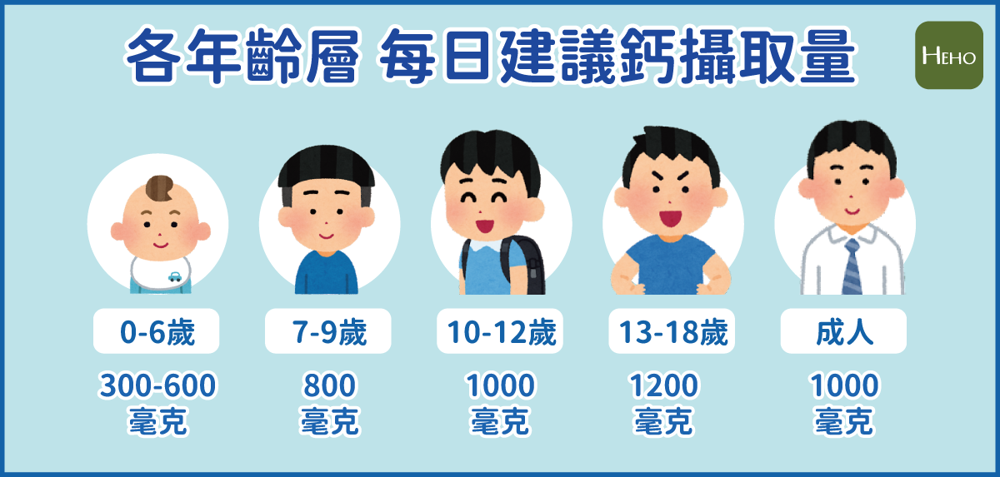 各年齡層 每日建議鈣攝取量
HEHO
0-6歲
300-600
毫克
7-9歲
800
毫克
10-12歲
1000
毫克
13-18歲
1200
毫克
成人
1000
毫克